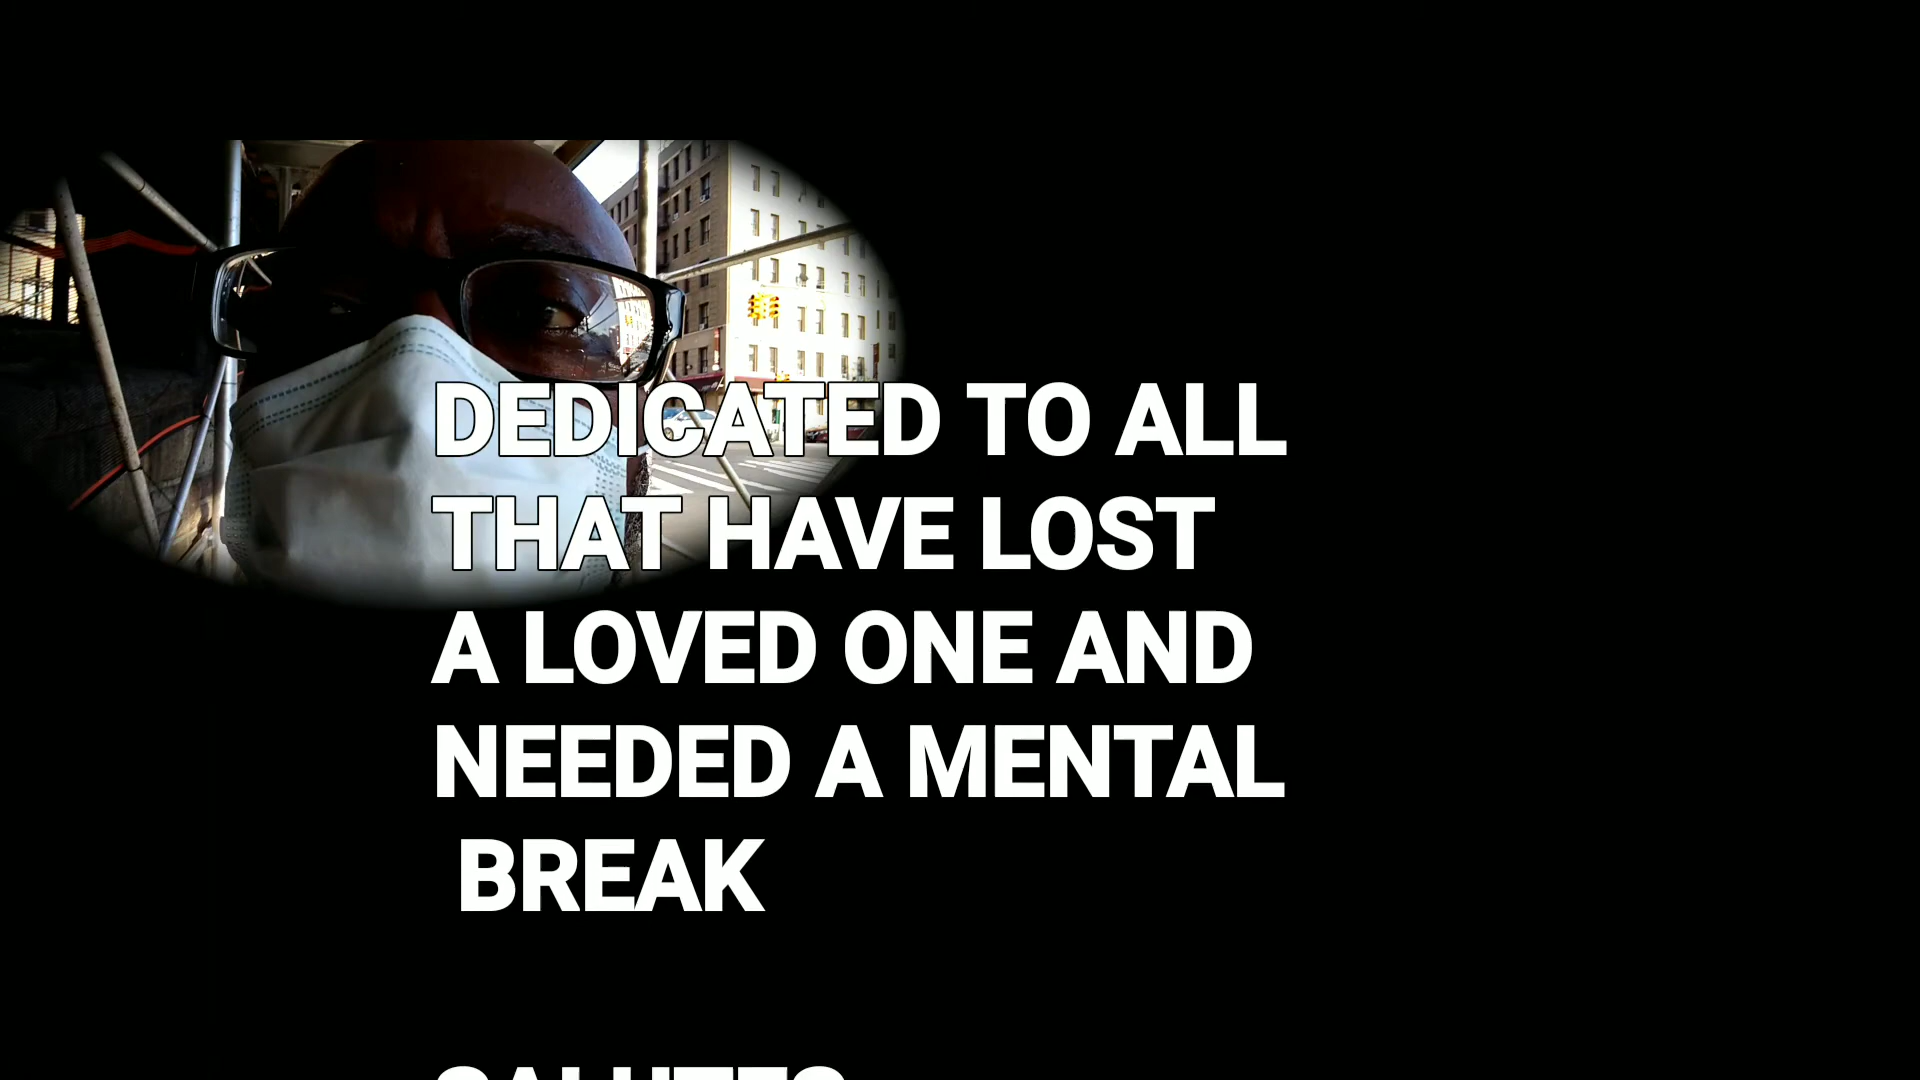 DEDICATED TO ALL
THAT HAVE LOST
A LOVED ONE AND
NEEDED A MENTAL
BREAK